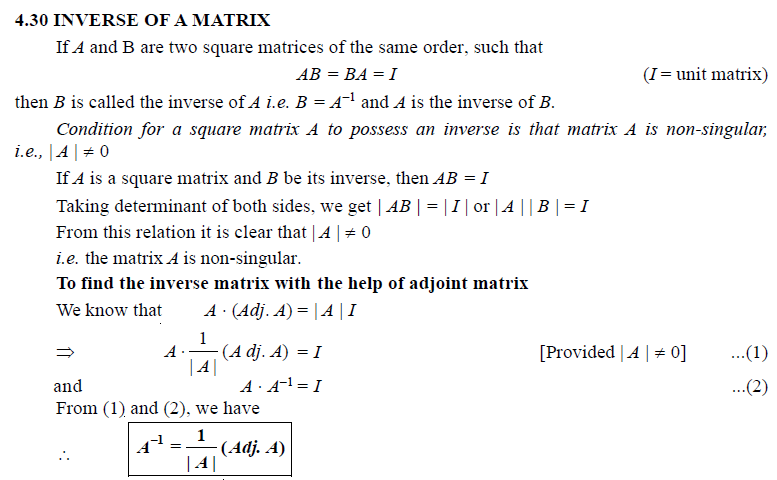 4.30 INVERSE OF A MATRIX
If A and B are two square matrices of the same order, such that
AB = BA = I (I = unit matrix)
then B is called the inverse of A i.e. B = A⁻¹ and A is the inverse of B.
Condition for a square matrix A to possess an inverse is that matrix A is non-singular,
i.e., | A | ≠ 0
If A is a square matrix and B be its inverse, then AB = I
Taking determinant of both sides, we get | AB | = | I | or | A | | B | = I
From this relation it is clear that | A | ≠ 0
i.e. the matrix A is non-singular.
To find the inverse matrix with the help of adjoint matrix
We know that A · (Adj. A) = | A | I
⇒ A · 1/| A | (A dj. A) = I [Provided | A | ≠ 0] ...(1)
and A · A⁻¹ = I ...(2)
From (1) and (2), we have
∴ A⁻¹ = 1/| A | (Adj. A)